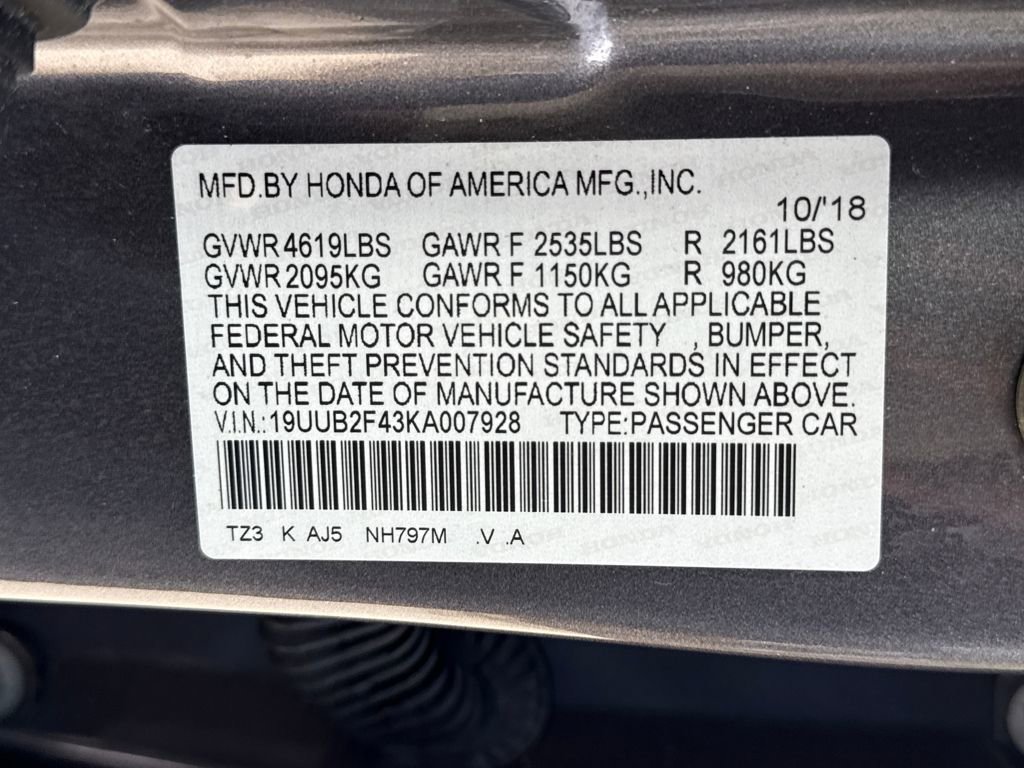 MFD.BY HONDA OF AMERICA MFG.,INC.
10/'18
GVWR 4619LBS GAWR F 2535LBS R 2161LBS
GVWR 2095KG GAWR F 1150KG R 980KG
THIS VEHICLE CONFORMS TO ALL APPLICABLE
FEDERAL MOTOR VEHICLE SAFETY , BUMPER,
AND THEFT PREVENTION STANDARDS IN EFFECT
ON THE DATE OF MANUFACTURE SHOWN ABOVE.
V.I.N.:19UUB2F43KA007928 TYPE:PASSENGER CAR
TZ3 K AJ5 NH797M .V .A